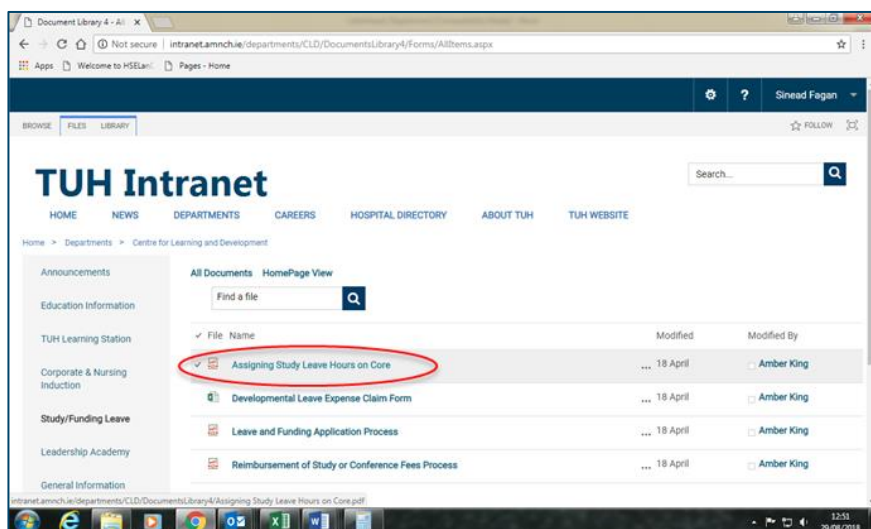 Document Library 4 - All
Not secure | intranet.amnch.ie/departments/CLD/DocumentsLibrary4/Forms/AllItems.aspx
Apps Welcome to HSELanD Pages - Home
? Sinead Fagan
BROWSE FILES LIBRARY FOLLOW
TUH Intranet
Search...
HOME NEWS DEPARTMENTS CAREERS HOSPITAL DIRECTORY ABOUT TUH TUH WEBSITE
Home > Departments > Centre for Learning and Development
Announcements
Education Information
TUH Learning Station
Corporate & Nursing
Induction
Study/Funding Leave
Leadership Academy
General Information
All Documents HomePage View
Find a file
File Name Modified Modified By
Assigning Study Leave Hours on Core ... 18 April Amber King
Developmental Leave Expense Claim Form ... 18 April Amber King
Leave and Funding Application Process ... 18 April Amber King
Reimbursement of Study or Conference Fees Process ... 18 April Amber King
intranet.amnch.ie/departments/CLD/DocumentsLibrary4/Assigning Study Leave Hours on Core.pdf
12:51
29/08/2018